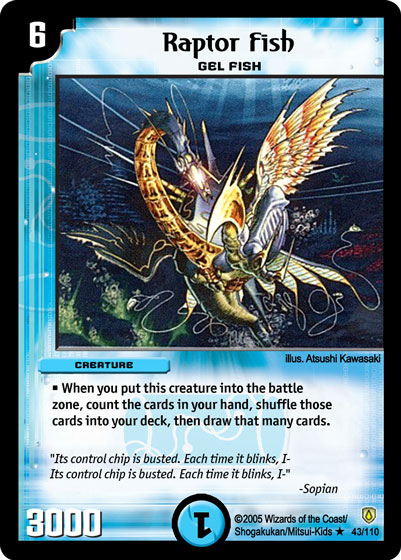 6
Raptor Fish
GEL FISH
illus. Atsushi Kawasaki
CREATURE
▪ When you put this creature into the battle
zone, count the cards in your hand, shuffle those
cards into your deck, then draw that many cards.
"Its control chip is busted. Each time it blinks, I-
Its control chip is busted. Each time it blinks, I-"
-Sopian
3000
1
©2005 Wizards of the Coast/
Shogakukan/Mitsui-Kids ★ 43/110